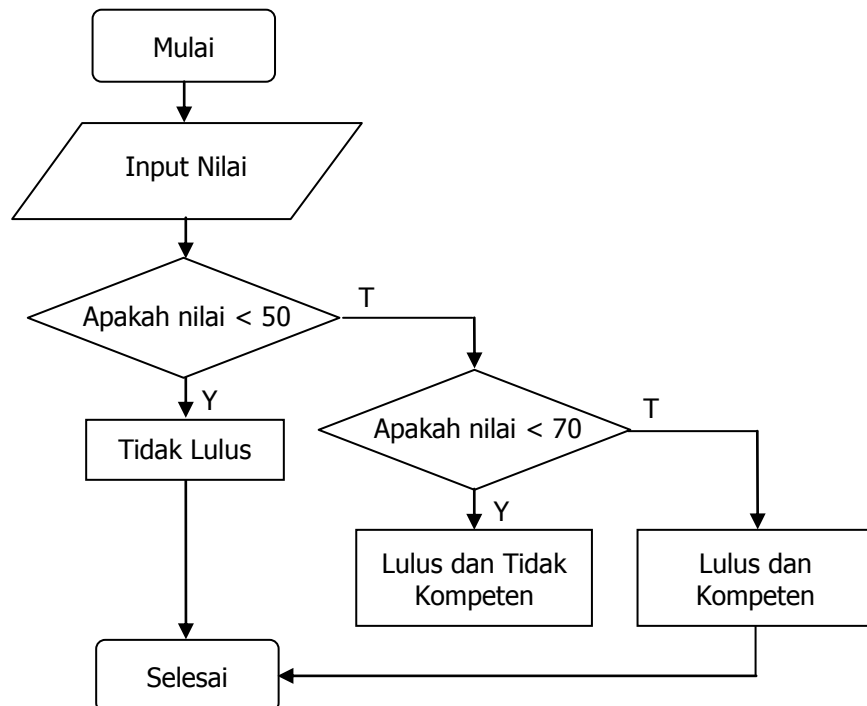 Mulai
Input Nilai
Apakah nilai < 50
T
Y
Tidak Lulus
Apakah nilai < 70
T
Y
Lulus dan Tidak
Kompeten
Lulus dan
Kompeten
Selesai